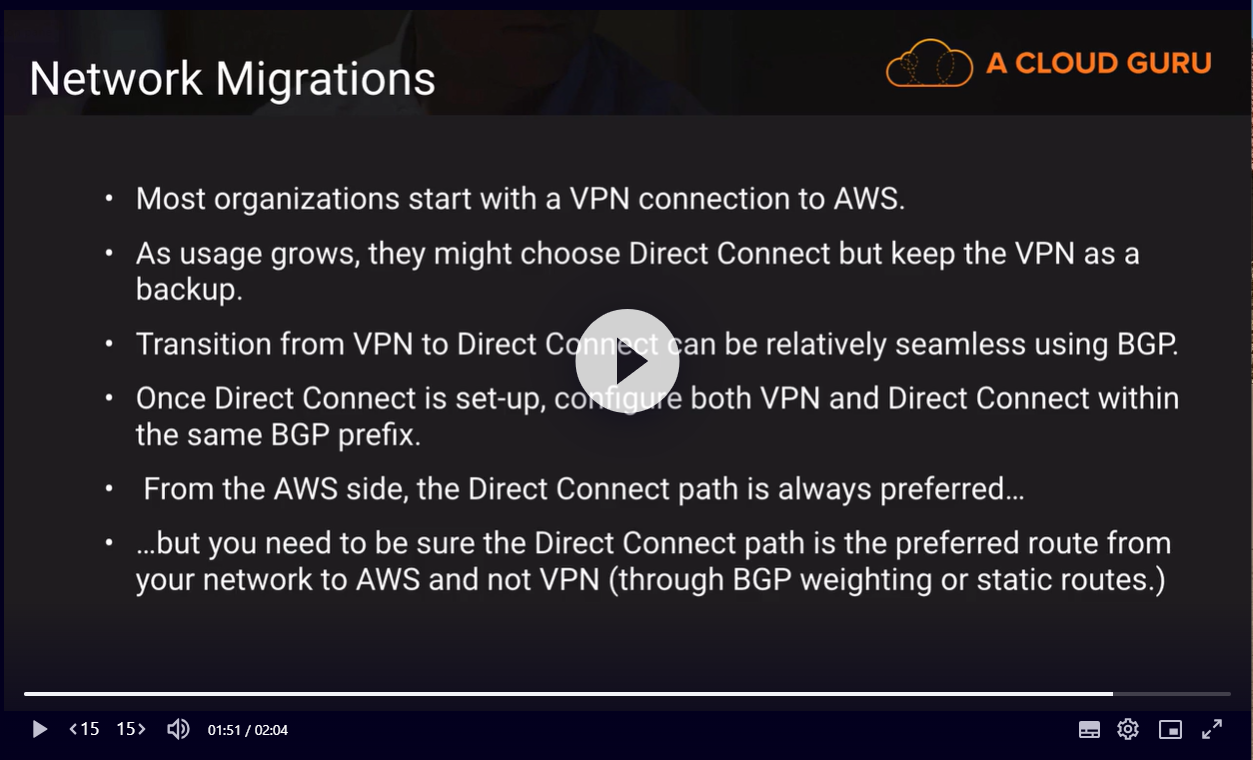 Network Migrations
A CLOUD GURU
• Most organizations start with a VPN connection to AWS.
• As usage grows, they might choose Direct Connect but keep the VPN as a
backup.
• Transition from VPN to Direct Connect can be relatively seamless using BGP.
• Once Direct Connect is set-up, configure both VPN and Direct Connect within
the same BGP prefix.
• From the AWS side, the Direct Connect path is always preferred…
• …but you need to be sure the Direct Connect path is the preferred route from
your network to AWS and not VPN (through BGP weighting or static routes.)
<15 15> 01:51 / 02:04